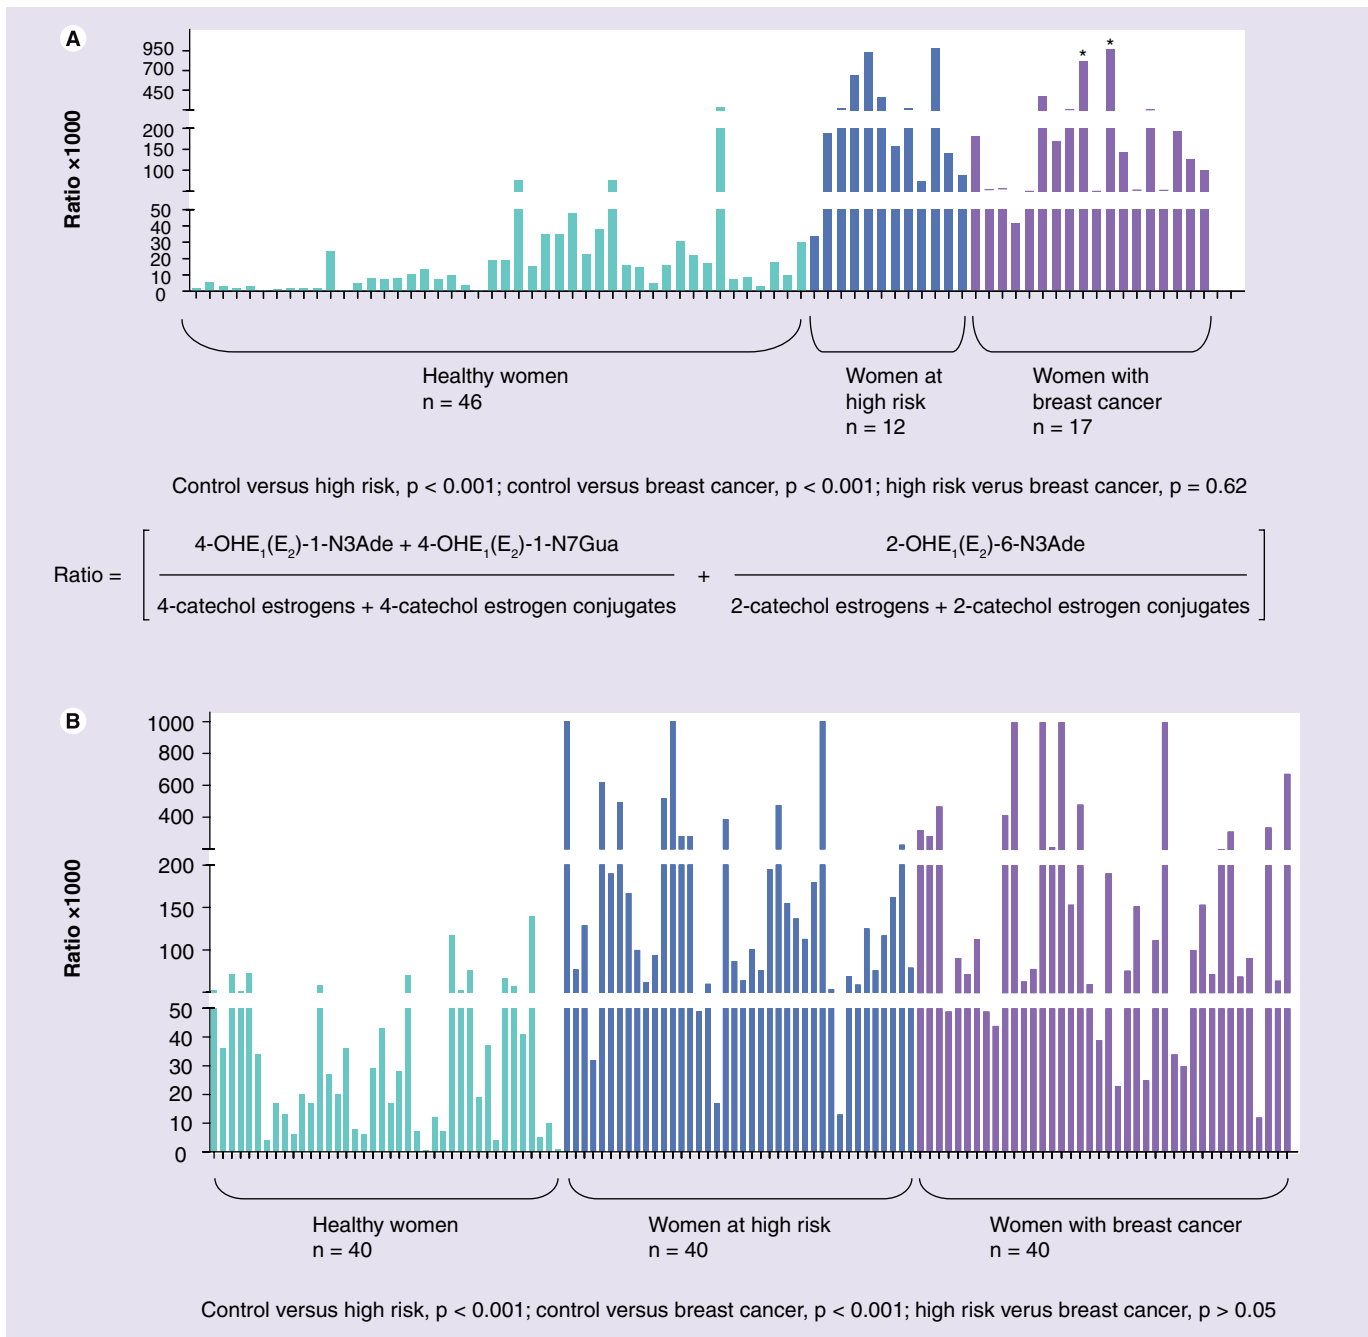 A
950
700
450
200
150
100
50
40
30
20
10
0
Ratio ×1000
* *
Healthy women
n = 46
Women at
high risk
n = 12
Women with
breast cancer
n = 17
Control versus high risk, p < 0.001; control versus breast cancer, p < 0.001; high risk verus breast cancer, p = 0.62
Ratio =
4-OHE₁(E₂)-1-N3Ade + 4-OHE₁(E₂)-1-N7Gua
4-catechol estrogens + 4-catechol estrogen conjugates
+
2-OHE₁(E₂)-6-N3Ade
2-catechol estrogens + 2-catechol estrogen conjugates
B
1000
800
600
400
200
150
100
50
40
30
20
10
0
Ratio ×1000
Healthy women
n = 40
Women at high risk
n = 40
Women with breast cancer
n = 40
Control versus high risk, p < 0.001; control versus breast cancer, p < 0.001; high risk verus breast cancer, p > 0.05